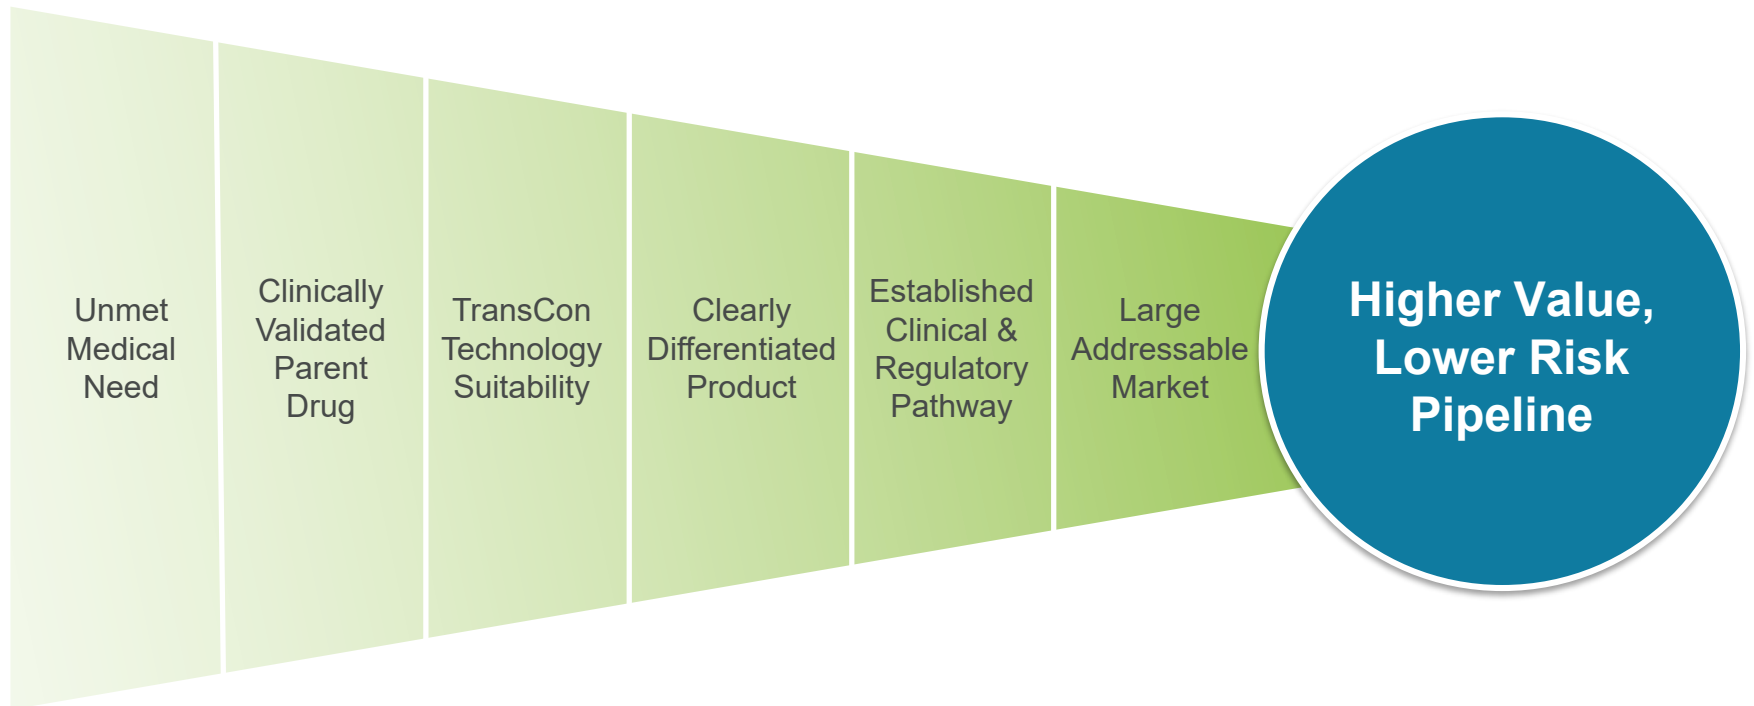 Unmet
Medical
Need
Clinically
Validated
Parent
Drug
TransCon
Technology
Suitability
Clearly
Differentiated
Product
Established
Clinical &
Regulatory
Pathway
Large
Addressable
Market
Higher Value,
Lower Risk
Pipeline